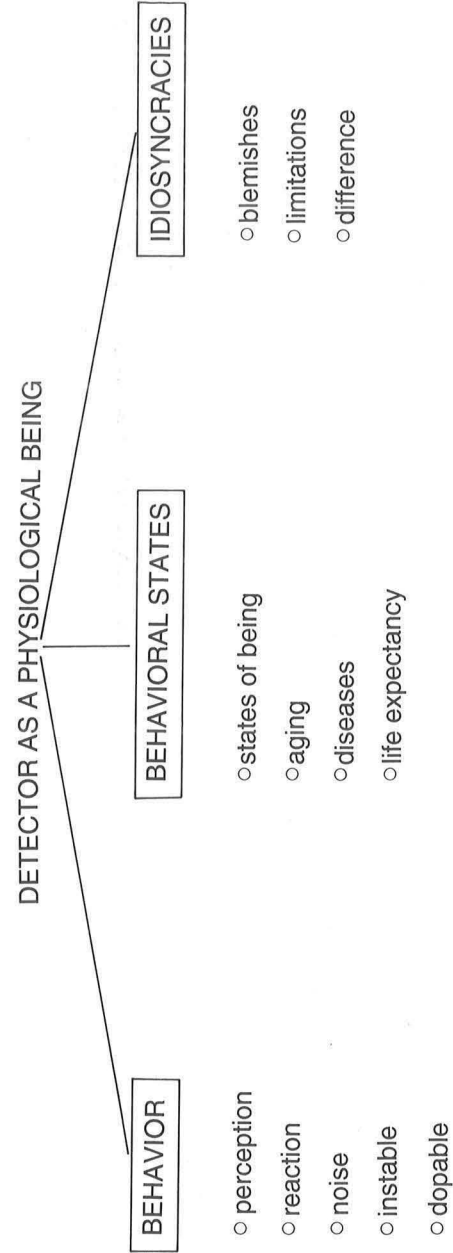 DETECTOR AS A PHYSIOLOGICAL BEING
BEHAVIOR
○ perception
○ reaction
○ noise
○ instable
○ dopable
BEHAVIORAL STATES
○ states of being
○ aging
○ diseases
○ life expectancy
IDIOSYNCRACIES
○ blemishes
○ limitations
○ difference